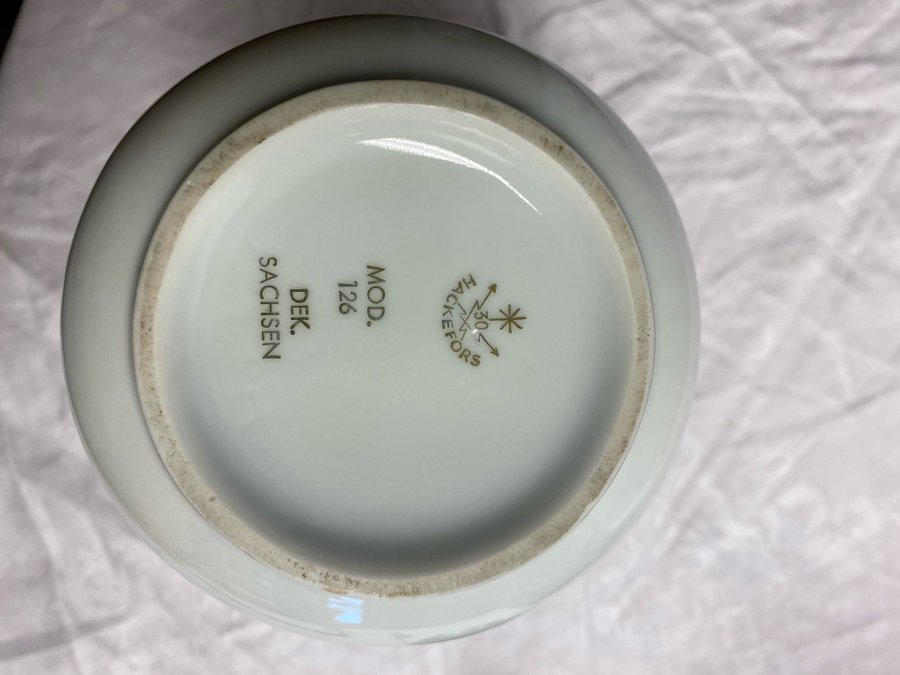 30
HACKEFORS
MOD.
126
DEK.
SACHSEN